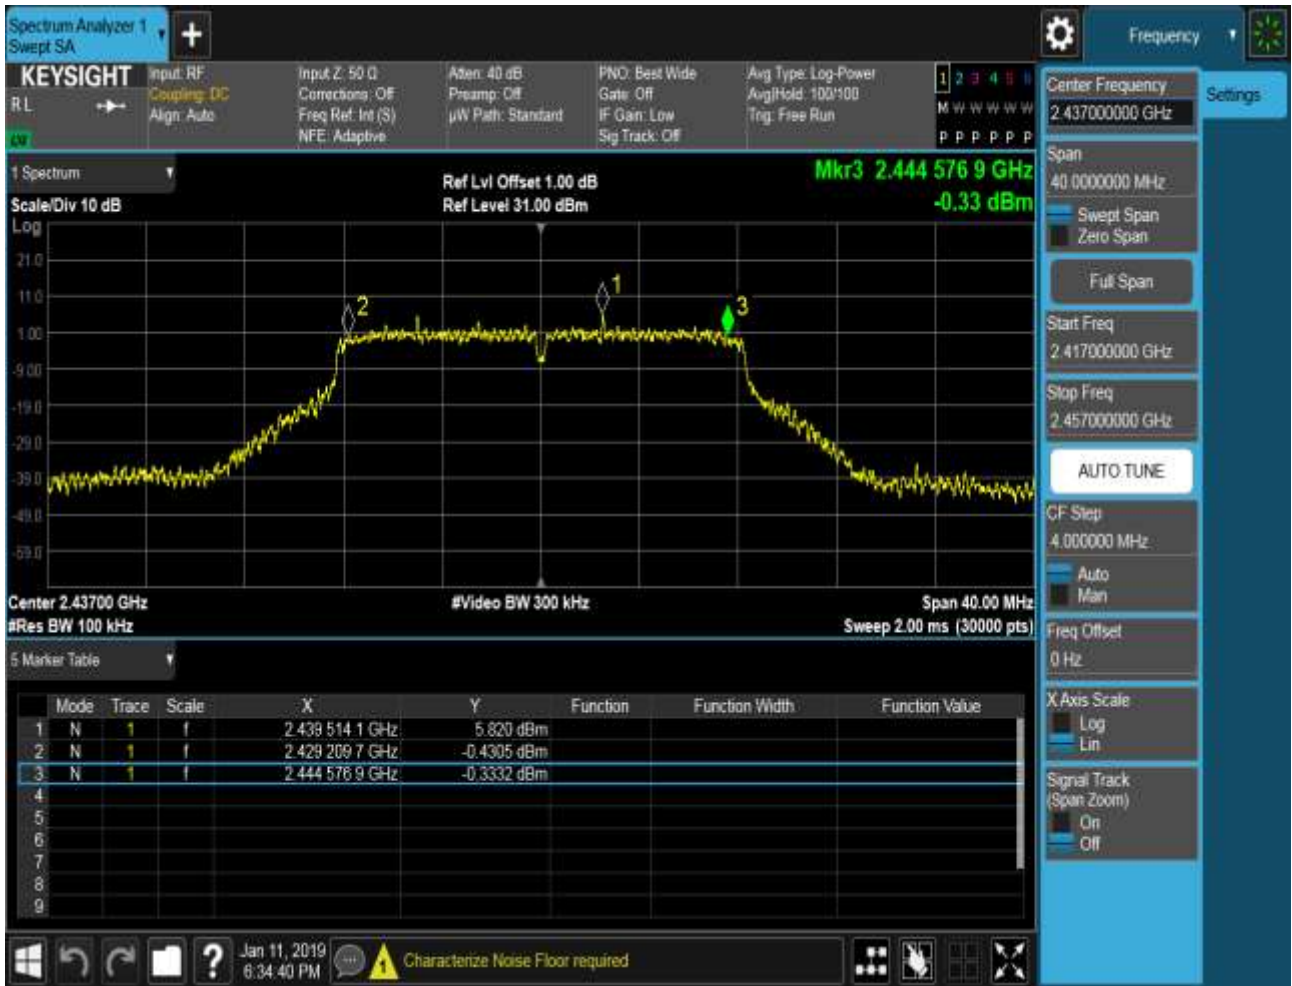 Spectrum Analyzer 1
Swept SA
Frequency
KEYSIGHT
RL
Input: RF
Coupling: DC
Align: Auto
Input Z: 50 Ω
Corrections: Off
Freq Ref: Int (S)
NFE: Adaptive
Atten: 40 dB
Preamp: Off
µW Path: Standard
PNO: Best Wide
Gate: Off
IF Gain: Low
Sig Track: Off
Avg Type: Log-Power
Avg|Hold: 100/100
Trig: Free Run
1 2 3 4 5 6
M W W W W W
P P P P P P
1 Spectrum
Scale/Div 10 dB
Ref Lvl Offset 1.00 dB
Ref Level 31.00 dBm
Mkr3 2.444 576 9 GHz
-0.33 dBm
Log
21.0
11.0
1.00
-9.00
-19.0
-29.0
-39.0
-49.0
-59.0
1
2
3
Center 2.43700 GHz
#Video BW 300 kHz
Span 40.00 MHz
#Res BW 100 kHz
Sweep 2.00 ms (30000 pts)
5 Marker Table
Mode Trace Scale X Y Function Function Width Function Value
1 N 1 f 2.439 514 1 GHz 5.820 dBm
2 N 1 f 2.429 209 7 GHz -0.4305 dBm
3 N 1 f 2.444 576 9 GHz -0.3332 dBm
4
5
6
7
8
9
Jan 11, 2019
6:34:40 PM
Characterize Noise Floor required
Center Frequency
2.437000000 GHz
Settings
Span
40.0000000 MHz
Swept Span
Zero Span
Full Span
Start Freq
2.417000000 GHz
Stop Freq
2.457000000 GHz
AUTO TUNE
CF Step
4.000000 MHz
Auto
Man
Freq Offset
0 Hz
X Axis Scale
Log
Lin
Signal Track
(Span Zoom)
On
Off